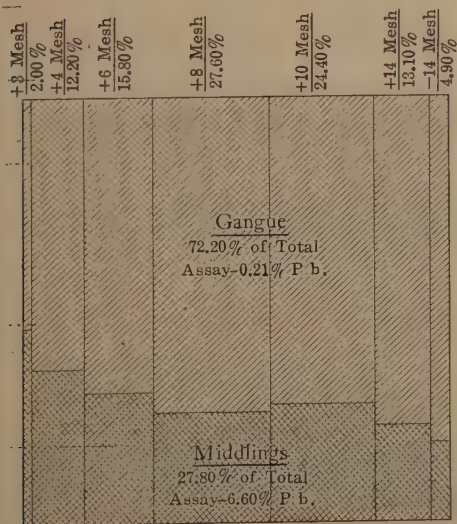 +3 Mesh
2.00%
+4 Mesh
12.20%
+6 Mesh
15.80%
+8 Mesh
27.60%
+10 Mesh
24.40%
+14 Mesh
13.10%
-14 Mesh
4.90%
Gangue
72.20% of Total
Assay-0.21% P b.
Middlings
27.80% of Total
Assay-6.60% P b.